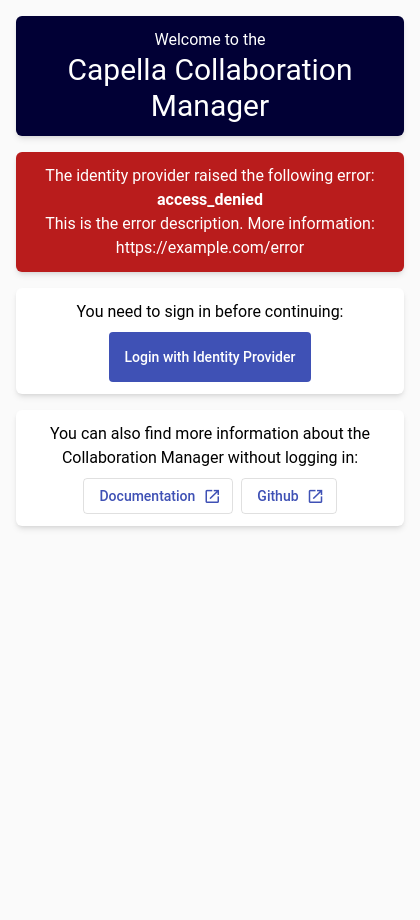 Welcome to the
Capella Collaboration
Manager
The identity provider raised the following error:
access_denied
This is the error description. More information:
https://example.com/error
You need to sign in before continuing:
Login with Identity Provider
You can also find more information about the
Collaboration Manager without logging in:
Documentation
Github